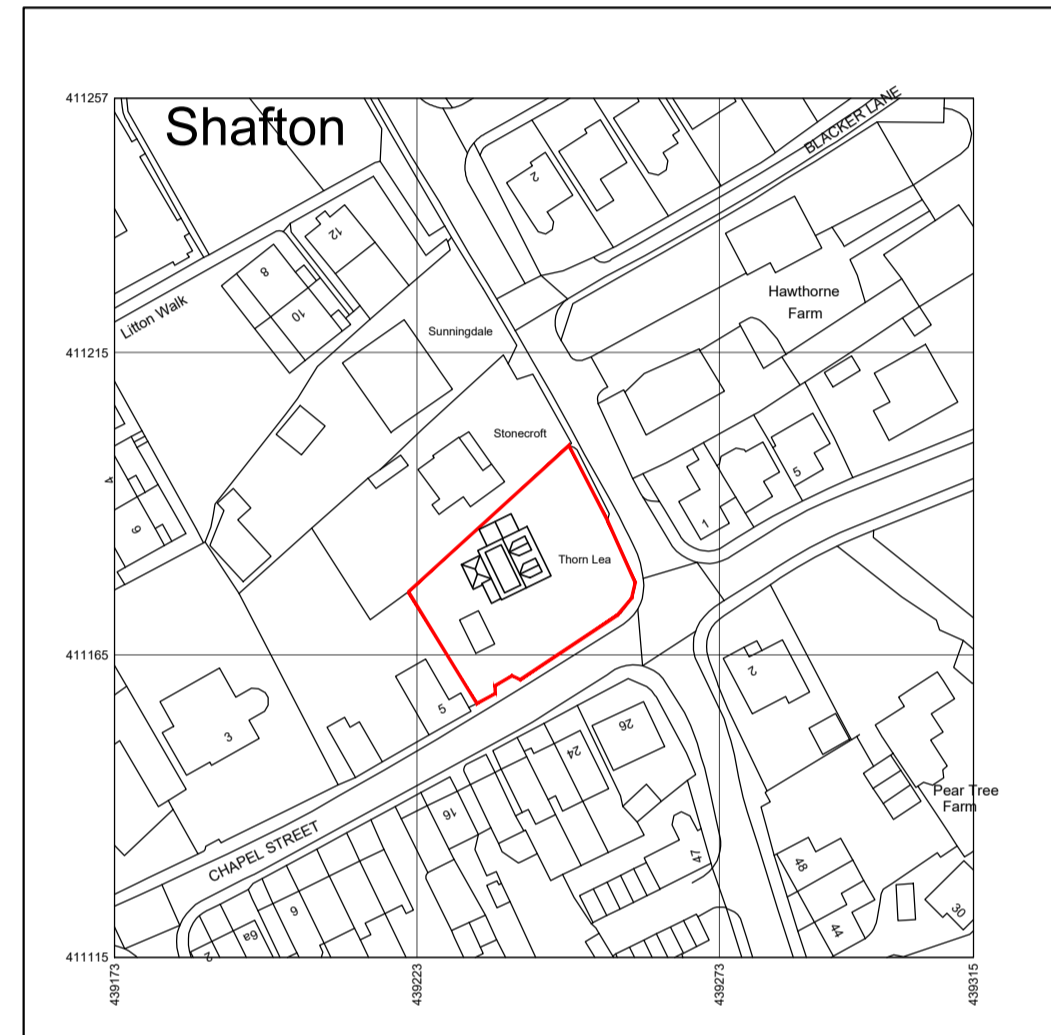 411257
Shafton
BLACKER LANE
2
12
8
10
Litton Walk
Sunningdale
Hawthorne
Farm
411215
Stonecroft
4
6
5
1
Thorn Lea
411165
2
3
5
24
26
16
Pear Tree
Farm
CHAPEL STREET
47
48
44
30
6
6a
2
411115
439173
439223
439273
439315